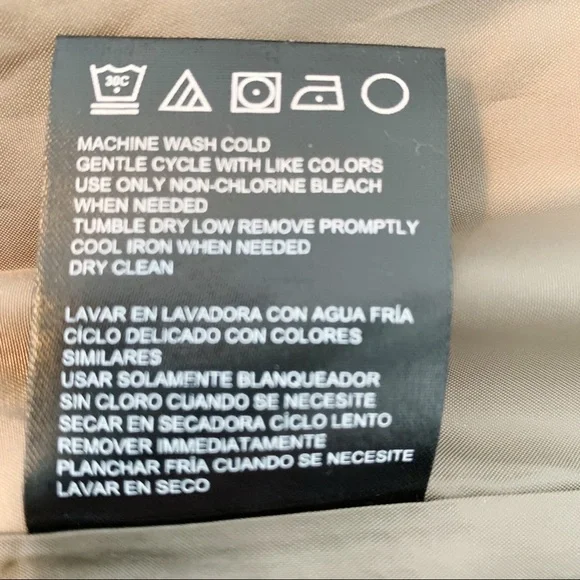 30C
MACHINE WASH COLD
GENTLE CYCLE WITH LIKE COLORS
USE ONLY NON-CHLORINE BLEACH
WHEN NEEDED
TUMBLE DRY LOW REMOVE PROMPTLY
COOL IRON WHEN NEEDED
DRY CLEAN
LAVAR EN LAVADORA CON AGUA FRÍA
CÍCLO DELICADO CON COLORES
SIMILARES
USAR SOLAMENTE BLANQUEADOR
SIN CLORO CUANDO SE NECESITE
SECAR EN SECADORA CÍCLO LENTO
REMOVER IMMEDIATAMENTE
PLANCHAR FRÍA CUANDO SE NECESITE
LAVAR EN SECO